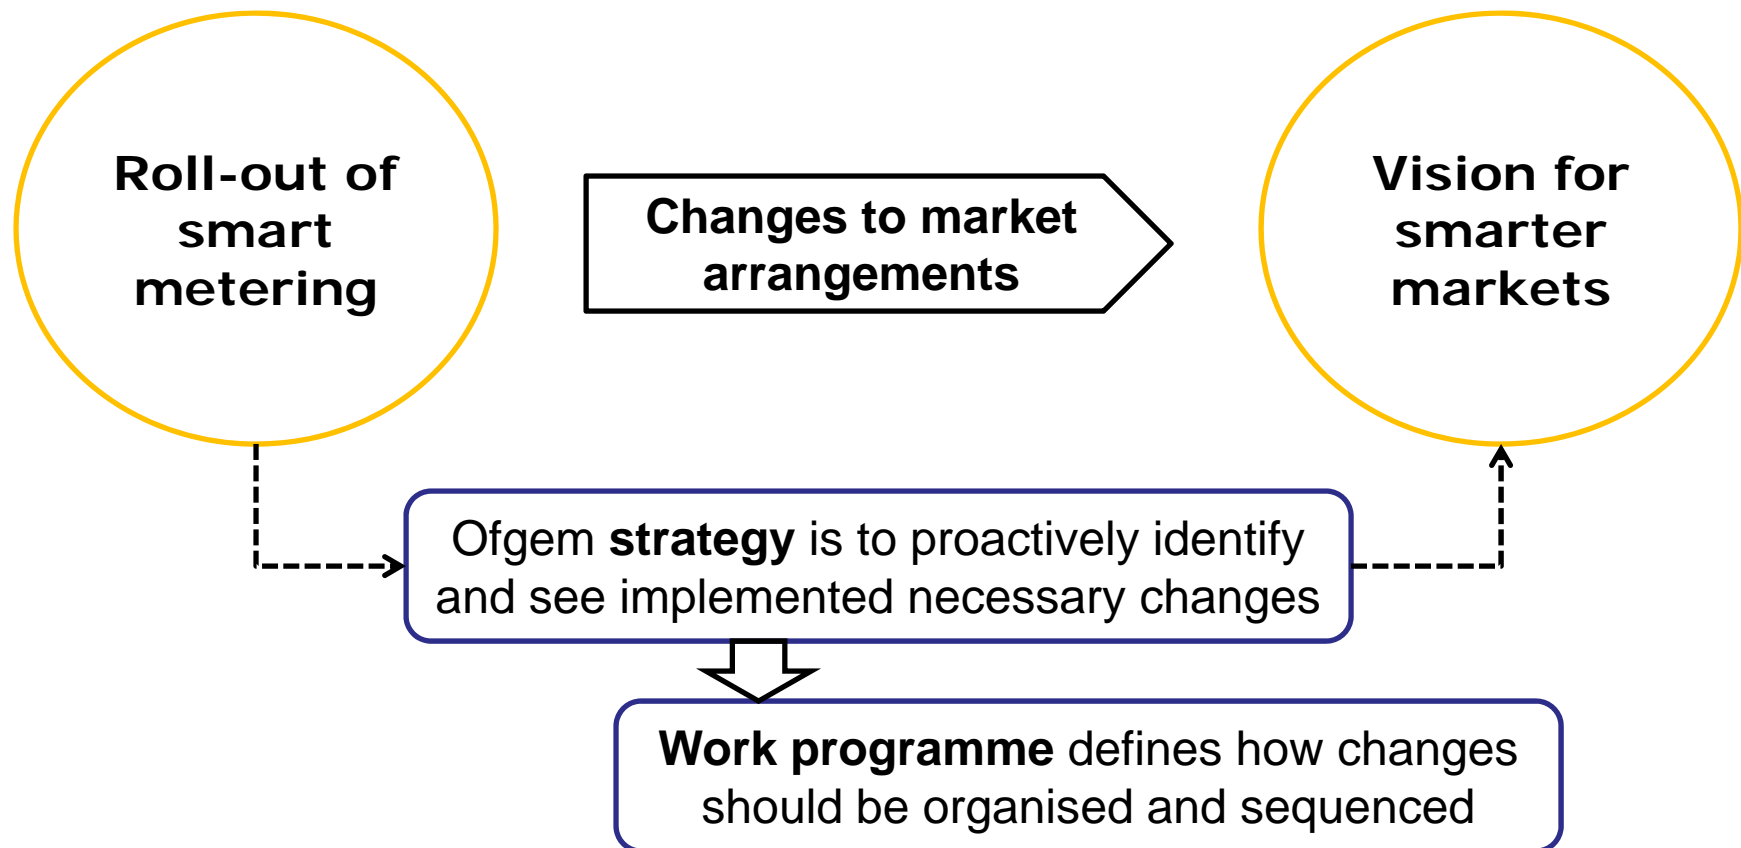 Roll-out of
smart
metering
Changes to market
arrangements
Vision for
smarter
markets
Ofgem strategy is to proactively identify
and see implemented necessary changes
Work programme defines how changes
should be organised and sequenced